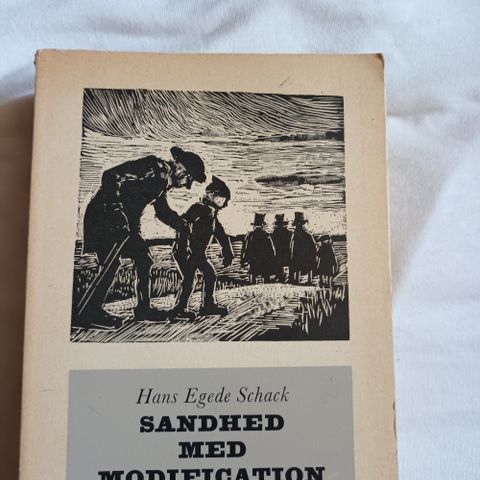 Hans Egede Schack
SANDHED
MED
MODIFICATION